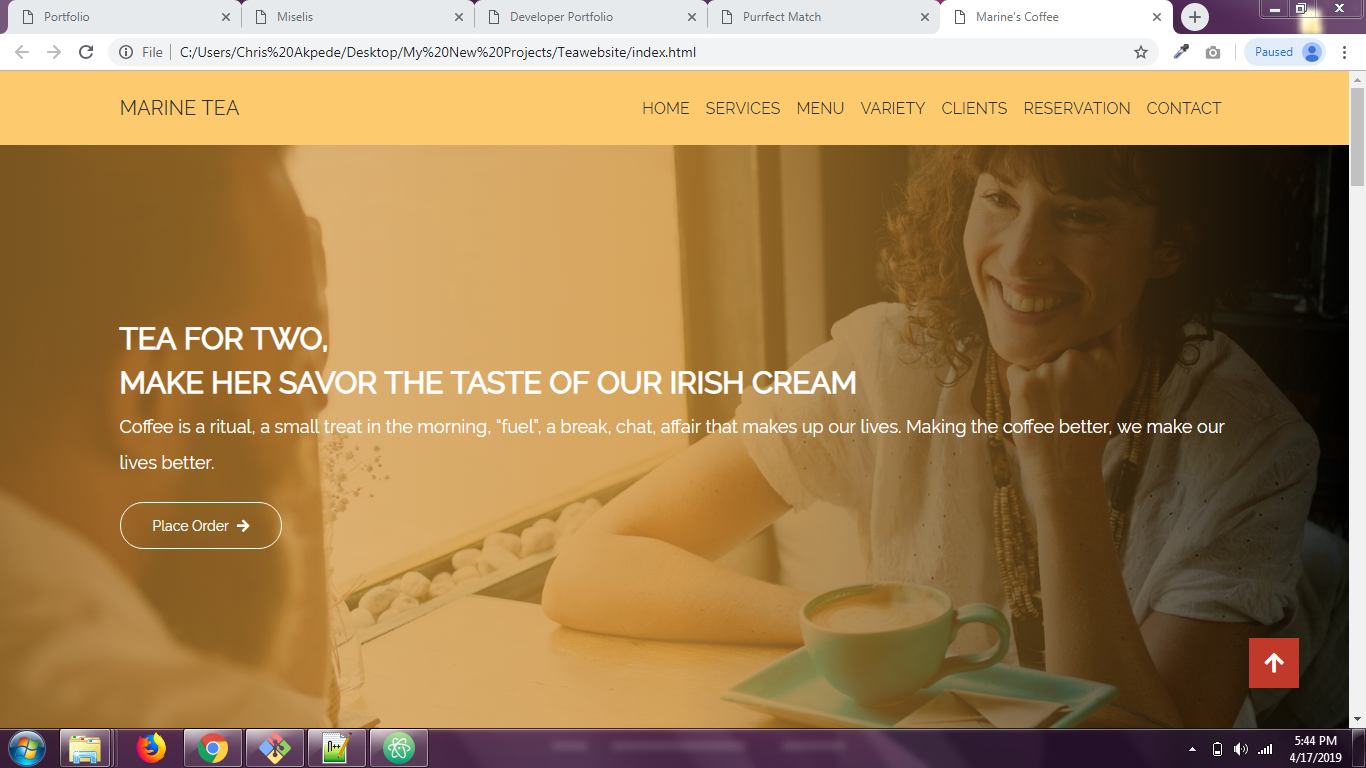 Portfolio
Miselis
Developer Portfolio
Purrfect Match
Marine's Coffee
File
C:/Users/Chris%20Akpede/Desktop/My%20New%20Projects/Teawebsite/index.html
Paused
MARINE TEA
HOME SERVICES MENU VARIETY CLIENTS RESERVATION CONTACT
TEA FOR TWO,
MAKE HER SAVOR THE TASTE OF OUR IRISH CREAM
Coffee is a ritual, a small treat in the morning, “fuel”, a break, chat, affair that makes up our lives. Making the coffee better, we make our
lives better.
Place Order
5:44 PM
4/17/2019